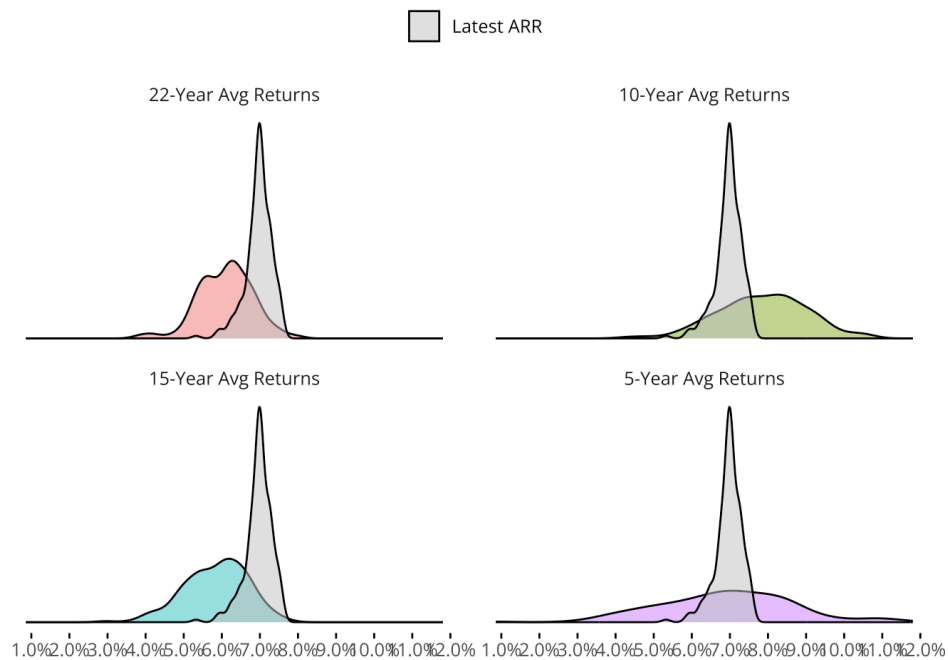 Latest ARR
22-Year Avg Returns
10-Year Avg Returns
15-Year Avg Returns
5-Year Avg Returns
1.0% 2.0% 3.0% 4.0% 5.0% 6.0% 7.0% 8.0% 9.0% 10.0% 11.0% 12.0%
1.0% 2.0% 3.0% 4.0% 5.0% 6.0% 7.0% 8.0% 9.0% 10.0% 11.0% 12.0%